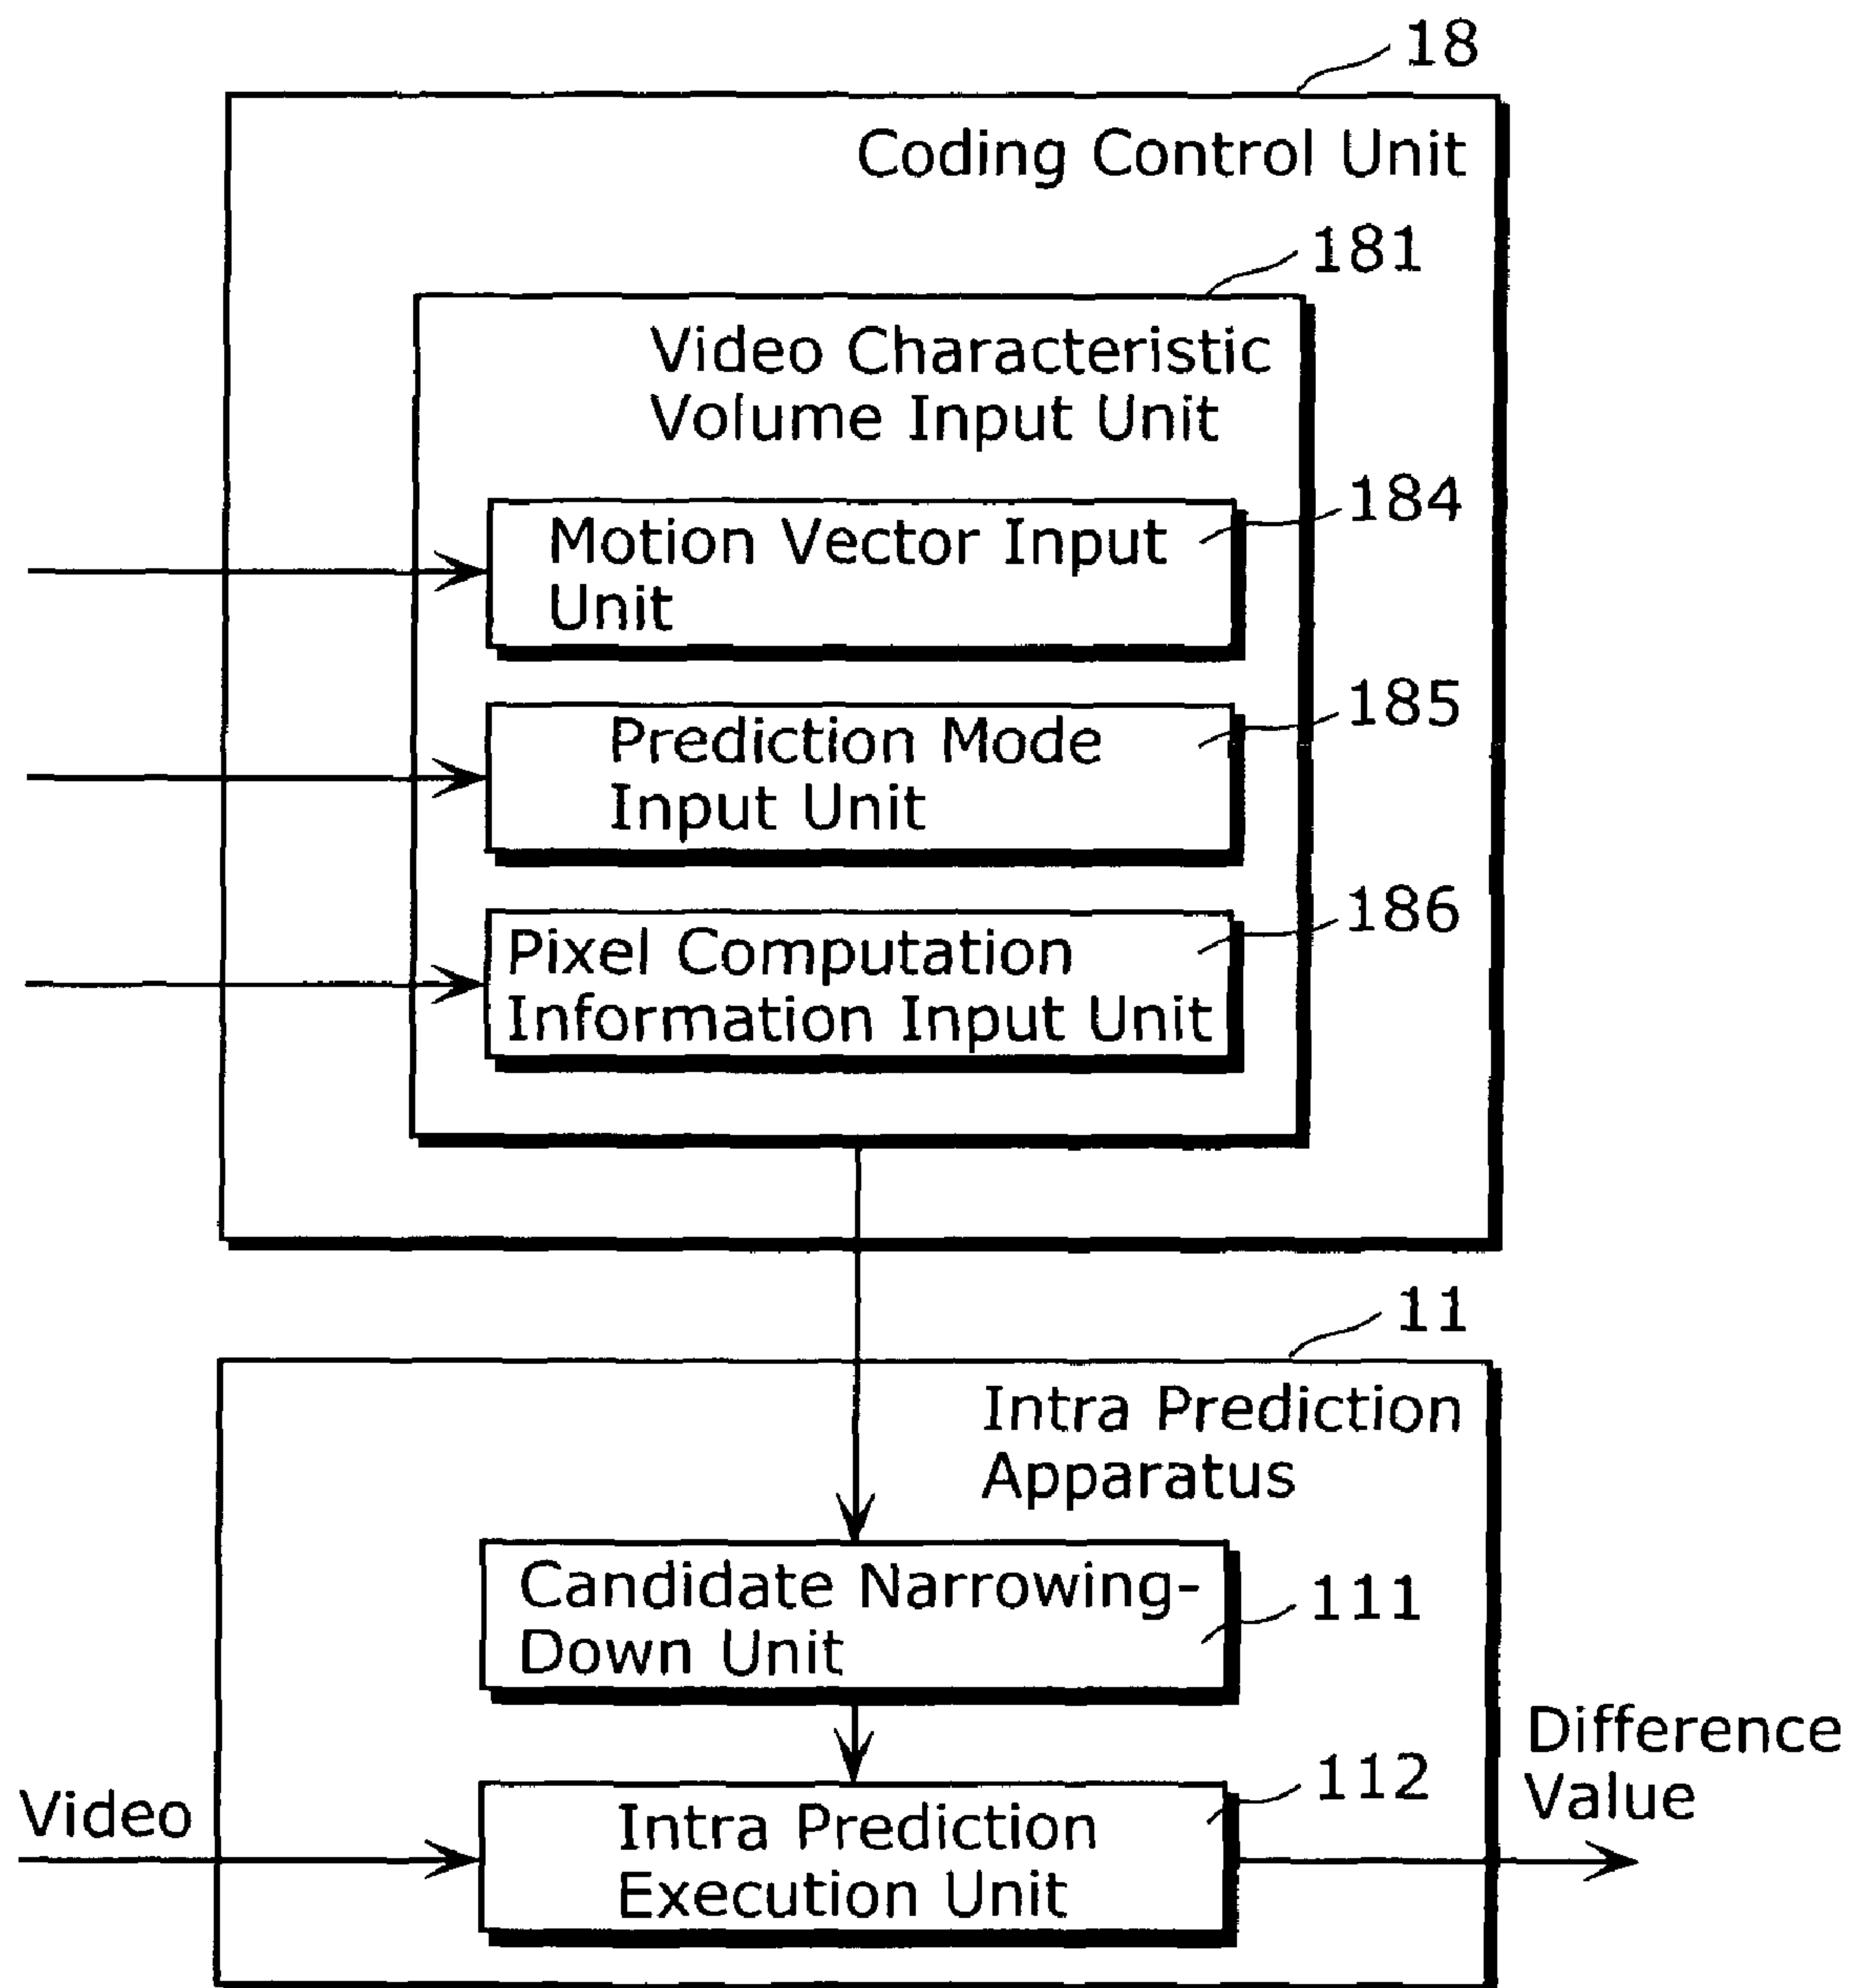 18
Coding Control Unit
181
Video Characteristic
Volume Input Unit
184
Motion Vector Input
Unit
185
Prediction Mode
Input Unit
186
Pixel Computation
Information Input Unit
11
Intra Prediction
Apparatus
111
Candidate Narrowing-
Down Unit
112
Intra Prediction
Execution Unit
Video
Difference
Value